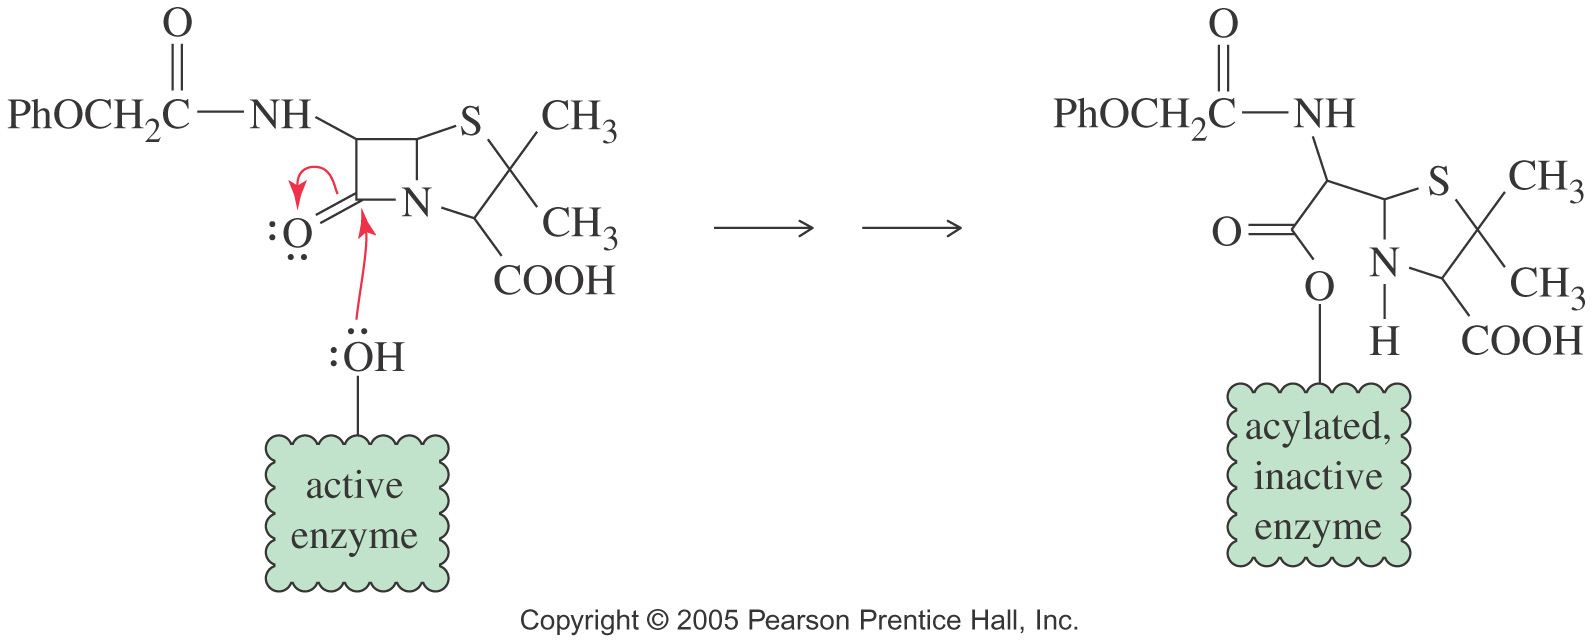 O
PhOCH₂C—NH
S
CH₃
N
CH₃
:O
COOH
:OH
active
enzyme
O
PhOCH₂C—NH
S
CH₃
O
N
CH₃
O
H
COOH
acylated,
inactive
enzyme
Copyright © 2005 Pearson Prentice Hall, Inc.